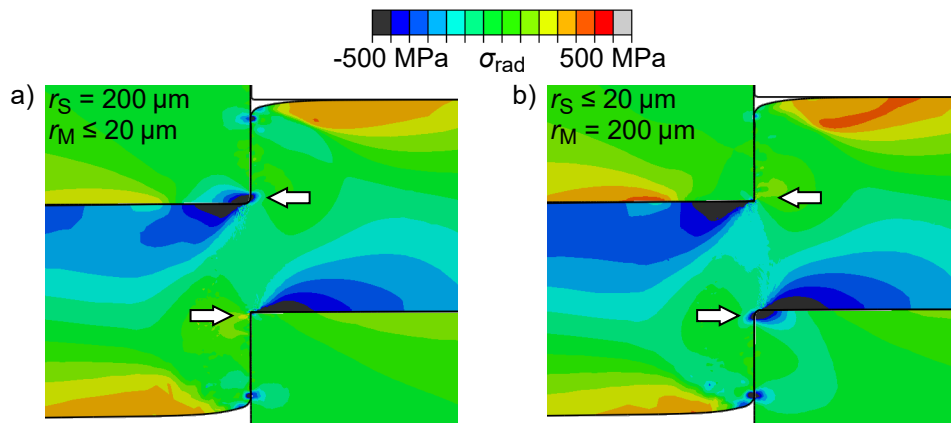 -500 MPa σrad 500 MPa
a) rS = 200 µm
rM ≤ 20 µm
b) rS ≤ 20 µm
rM = 200 µm